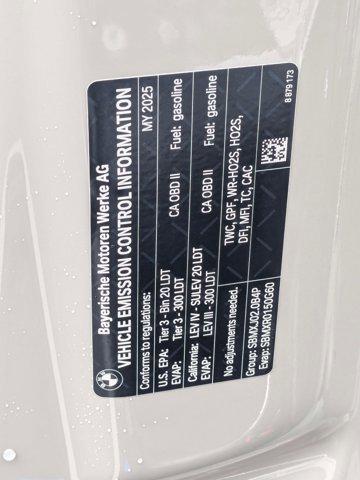 Bayerische Motoren Werke AG
VEHICLE EMISSION CONTROL INFORMATION
Conforms to regulations: MY 2025
U.S. EPA: Tier 3 - Bin 20 LDT CA OBD II Fuel: gasoline
EVAP: Tier 3 - 300 LDT
California: LEV IV - SULEV 20 LDT CA OBD II Fuel: gasoline
EVAP: LEV III - 300 LDT
No adjustments needed. TWC, GPF, WR-HO2S, HO2S,
DFI, MFI, TC, CAC
Group: SBMXJ02.0B4P
Evap: SBMXR0150G60
8 879 173